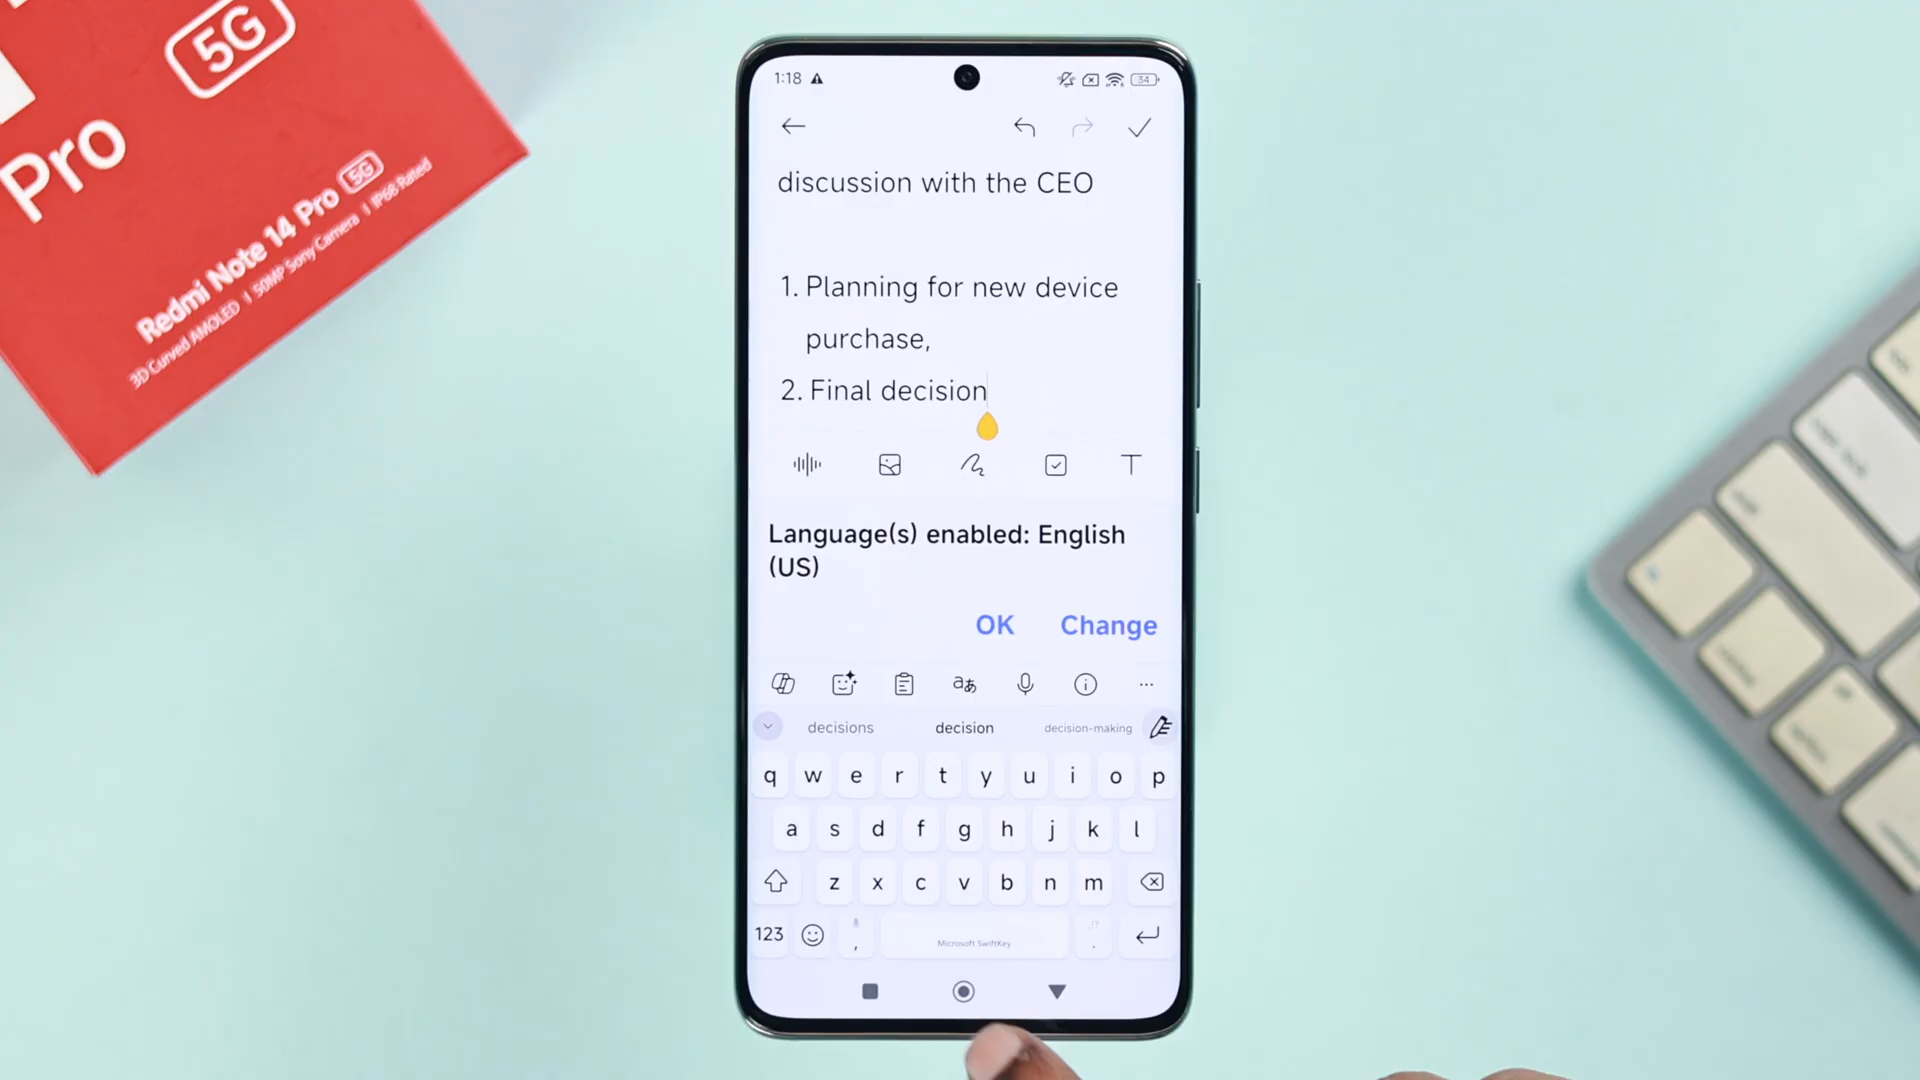 5G
Pro
Redmi Note 14 Pro 5G
3D Curved AMOLED | 50MP Sony Camera | IP68 Rated
1:18
34
discussion with the CEO
1. Planning for new device
purchase,
2. Final decision
T
Language(s) enabled: English
(US)
OK Change
decisions decision decision-making
q w e r t y u i o p
a s d f g h j k l
z x c v b n m
123 , Microsoft SwiftKey .